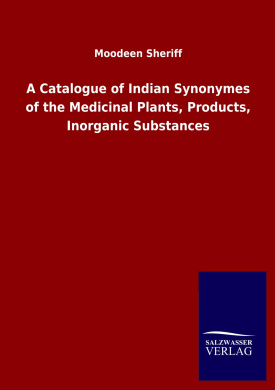 Moodeen Sheriff
A Catalogue of Indian Synonymes
of the Medicinal Plants, Products,
Inorganic Substances
SALZWASSER
VERLAG